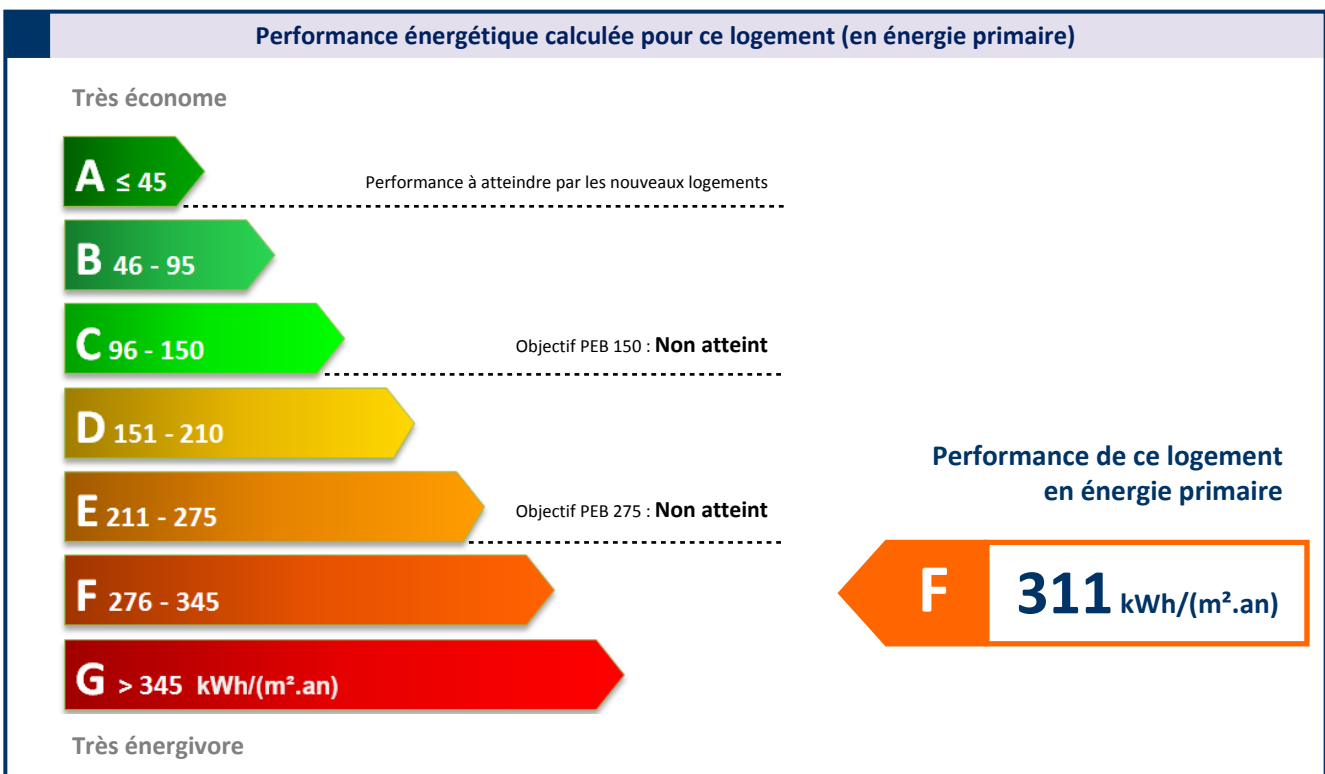 Performance énergétique calculée pour ce logement (en énergie primaire)
Très économe
A ≤ 45
Performance à atteindre par les nouveaux logements
B 46 - 95
C 96 - 150
Objectif PEB 150 : Non atteint
D 151 - 210
E 211 - 275
Objectif PEB 275 : Non atteint
F 276 - 345
G > 345 kWh/(m².an)
Très énergivore
Performance de ce logement
en énergie primaire
F 311 kWh/(m².an)